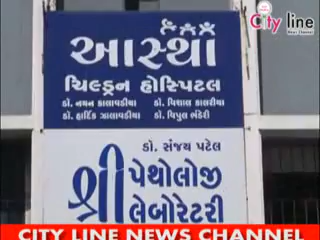 City line
News Channel
આસ્થા
ચિલ્ડ્રન હોસ્પિટલ
ડો. નયન કાલાવડીયા ડો. વિશાલ કાલરીયા
ડો. હાર્દિક ઝાલાવડીયા ડો. વિપુલ ભંડેરી
ડો. સંજય પટેલ
શ્રી પેથોલોજી
લેબોરેટરી
CITY LINE NEWS CHANNEL